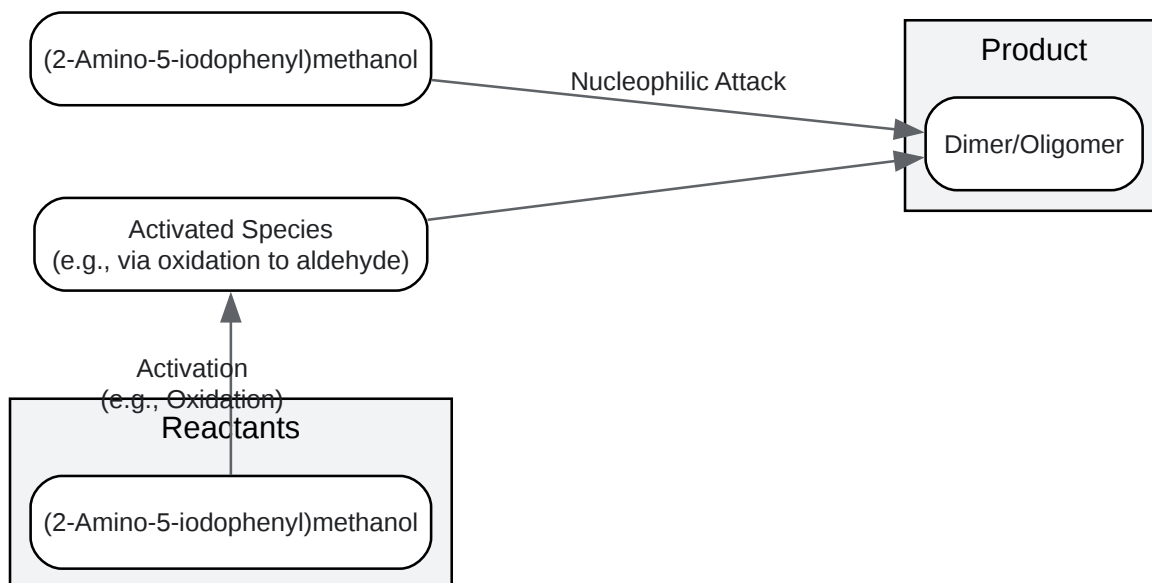 (2-Amino-5-iodophenyl)methanol
Nucleophilic Attack
Product
Dimer/Oligomer
Activated Species
(e.g., via oxidation to aldehyde)
Activation
(e.g., Oxidation)
Reactants
(2-Amino-5-iodophenyl)methanol